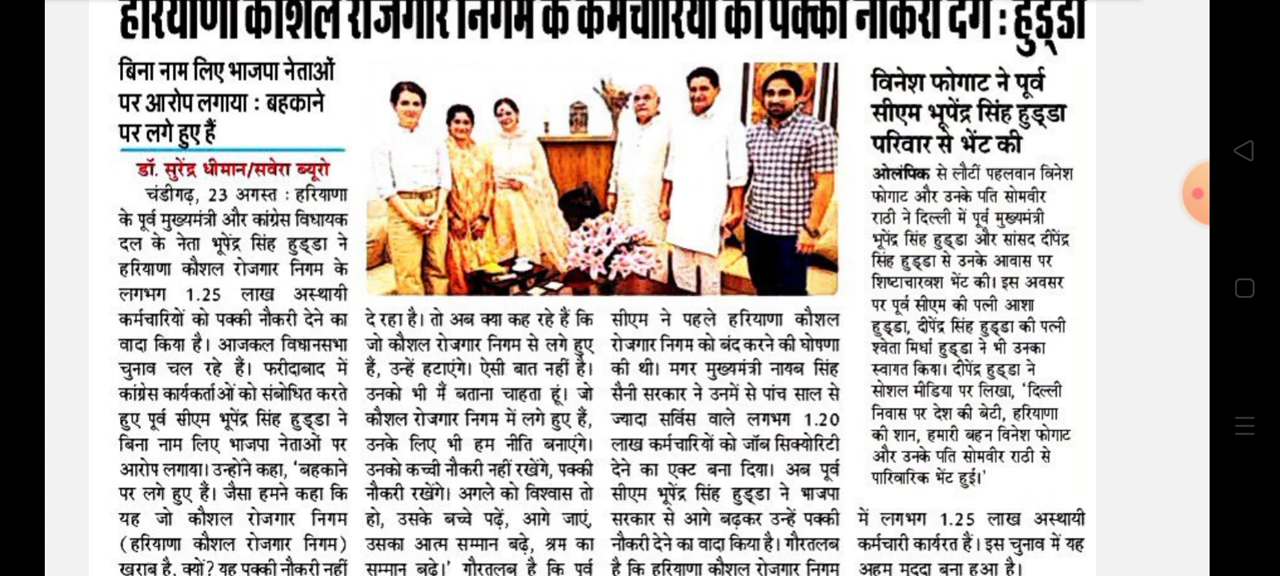 हरियाणा कौशल रोजगार निगम के कर्मचारियों को पक्की नौकरी देंगे : हुड्डा
बिना नाम लिए भाजपा नेताओं
पर आरोप लगाया : बहकाने
पर लगे हुए हैं
डॉ. सुरेंद्र धीमान/सवेरा ब्यूरो
चंडीगढ़, 23 अगस्त : हरियाणा
के पूर्व मुख्यमंत्री और कांग्रेस विधायक
दल के नेता भूपेंद्र सिंह हुड्डा ने
हरियाणा कौशल रोजगार निगम के
लगभग 1.25 लाख अस्थायी
कर्मचारियों को पक्की नौकरी देने का
वादा किया है। आजकल विधानसभा
चुनाव चल रहे हैं। फरीदाबाद में
कांग्रेस कार्यकर्ताओं को संबोधित करते
हुए पूर्व सीएम भूपेंद्र सिंह हुड्डा ने
बिना नाम लिए भाजपा नेताओं पर
आरोप लगाया। उन्होंने कहा, 'बहकाने
पर लगे हुए हैं। जैसा हमने कहा कि
यह जो कौशल रोजगार निगम
(हरियाणा कौशल रोजगार निगम)
खराब है, क्यों? यह पक्की नौकरी नहीं
दे रहा है। तो अब क्या कह रहे हैं कि
जो कौशल रोजगार निगम से लगे हुए
हैं, उन्हें हटाएंगे। ऐसी बात नहीं है।
उनको भी मैं बताना चाहता हूं। जो
कौशल रोजगार निगम में लगे हुए हैं,
उनके लिए भी हम नीति बनाएंगे।
उनको कच्ची नौकरी नहीं रखेंगे, पक्की
नौकरी रखेंगे। अगले को विश्वास तो
हो, उसके बच्चे पढ़ें, आगे जाएं,
उसका आत्म सम्मान बढ़े, श्रम का
सम्मान बढ़े।' गौरतलब है कि पूर्व
सीएम ने पहले हरियाणा कौशल
रोजगार निगम को बंद करने की घोषणा
की थी। मगर मुख्यमंत्री नायब सिंह
सैनी सरकार ने उनमें से पांच साल से
ज्यादा सर्विस वाले लगभग 1.20
लाख कर्मचारियों को जॉब सिक्योरिटी
देने का एक्ट बना दिया। अब पूर्व
सीएम भूपेंद्र सिंह हुड्डा ने भाजपा
सरकार से आगे बढ़कर उन्हें पक्की
नौकरी देने का वादा किया है। गौरतलब
है कि हरियाणा कौशल रोजगार निगम
में लगभग 1.25 लाख अस्थायी
कर्मचारी कार्यरत हैं। इस चुनाव में यह
अहम मुद्दा बना हुआ है।
विनेश फोगाट ने पूर्व
सीएम भूपेंद्र सिंह हुड्डा
परिवार से भेंट की
ओलंपिक से लौटीं पहलवान विनेश
फोगाट और उनके पति सोमवीर
राठी ने दिल्ली में पूर्व मुख्यमंत्री
भूपेंद्र सिंह हुड्डा और सांसद दीपेंद्र
सिंह हुड्डा से उनके आवास पर
शिष्टाचारवश भेंट की। इस अवसर
पर पूर्व सीएम की पत्नी आशा
हुड्डा, दीपेंद्र सिंह हुड्डा की पत्नी
श्वेता मिर्धा हुड्डा ने भी उनका
स्वागत किया। दीपेंद्र हुड्डा ने
सोशल मीडिया पर लिखा, 'दिल्ली
निवास पर देश की बेटी, हरियाणा
की शान, हमारी बहन विनेश फोगाट
और उनके पति सोमवीर राठी से
पारिवारिक भेंट हुई।'